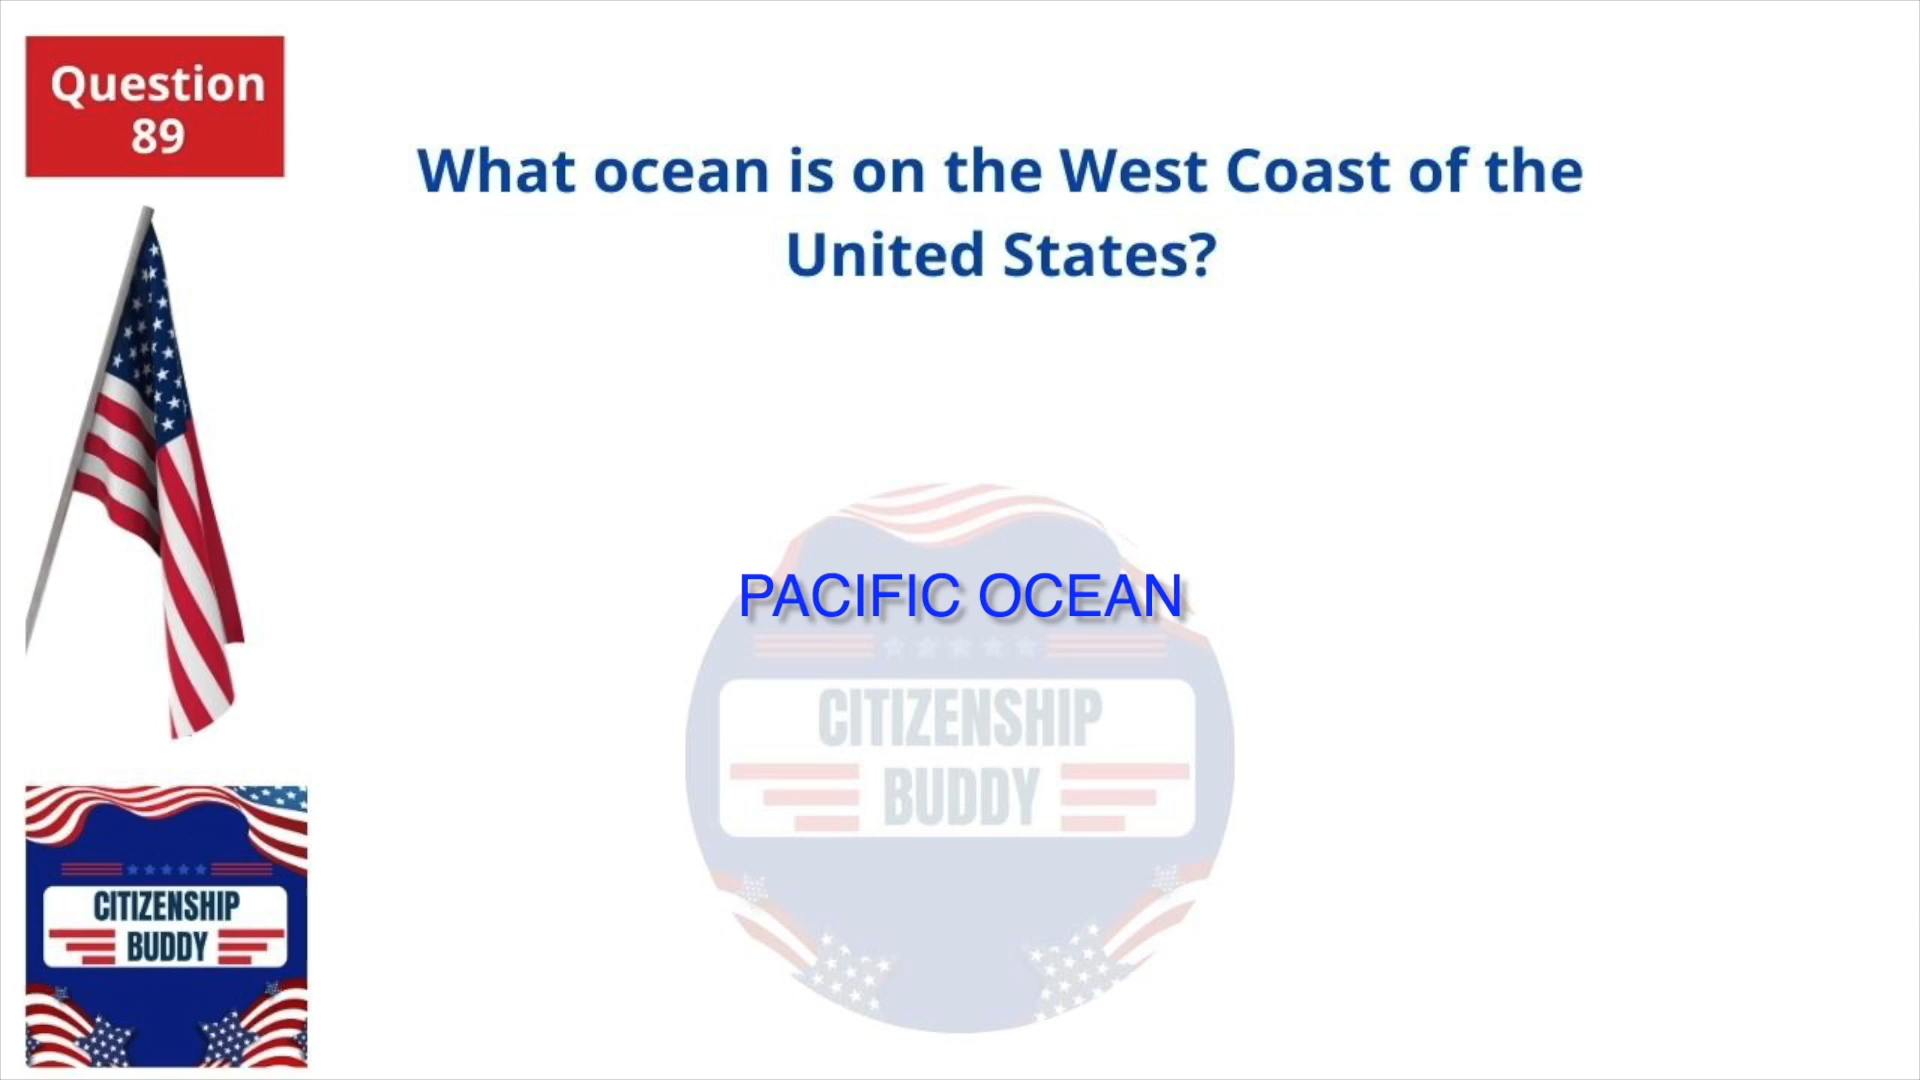 Question
89
What ocean is on the West Coast of the
United States?
PACIFIC OCEAN
CITIZENSHIP
BUDDY
CITIZENSHIP
BUDDY